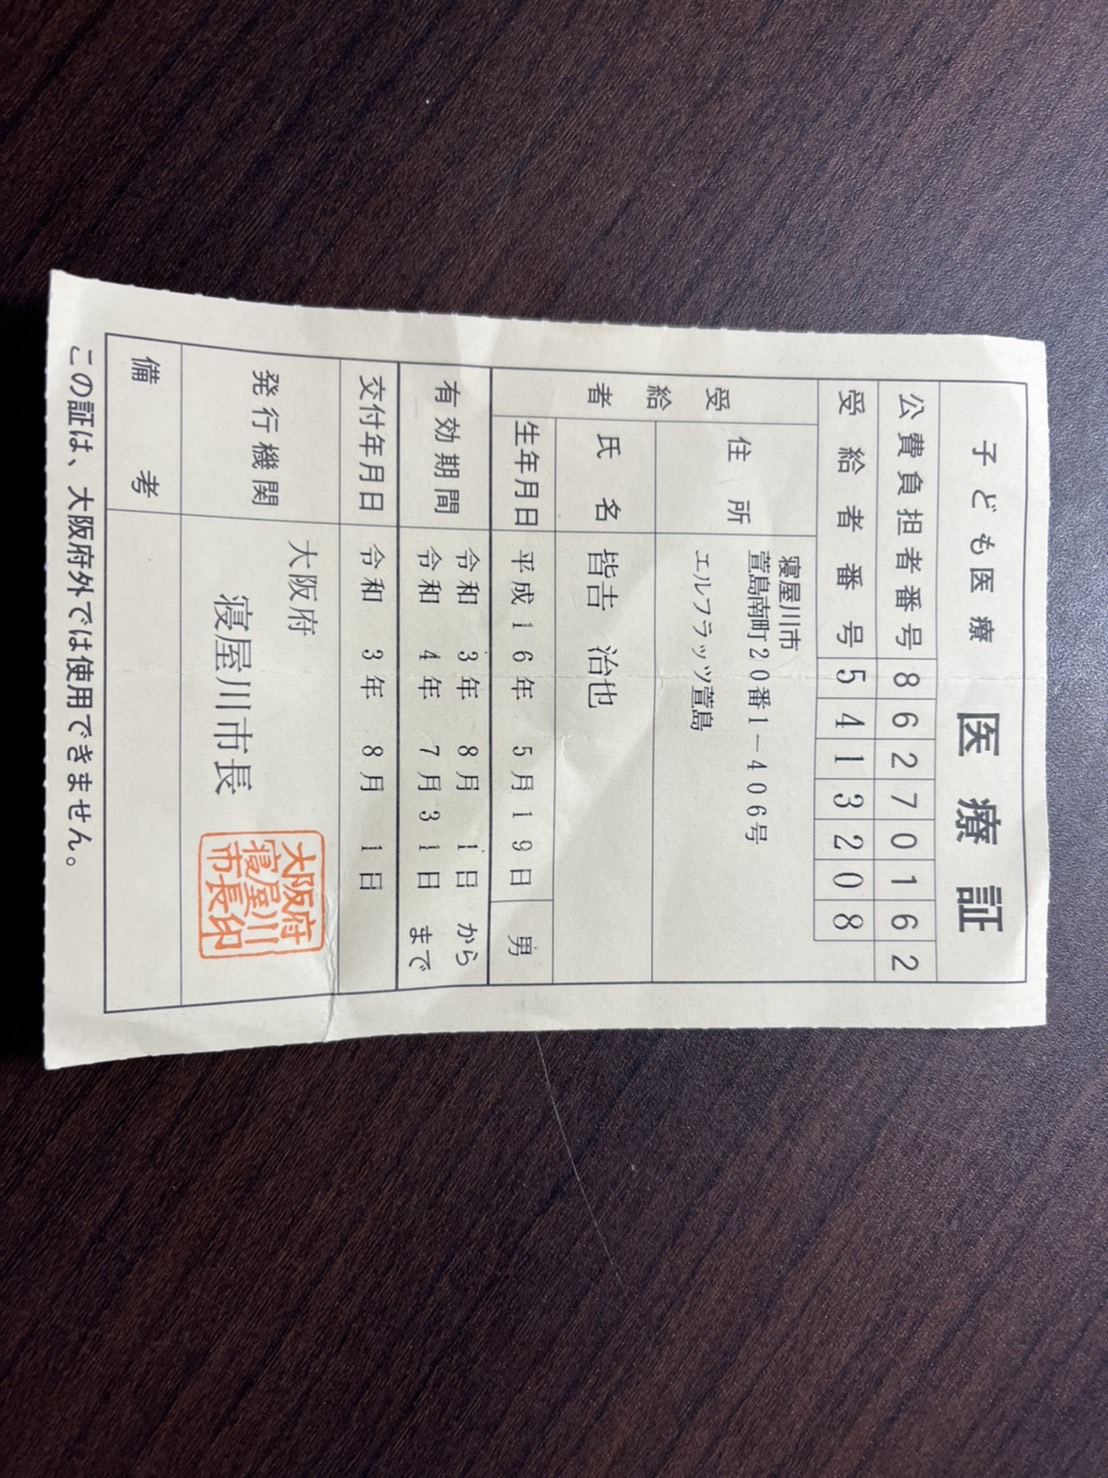 子ども医療 医療証
公費負担者番号 86270162
受給者番号 5413208
受給者
住所 寝屋川市
萱島南町20番1-406号
エルフラッツ萱島
氏名 皆吉 治也
生年月日 平成16年 5月19日 男
有効期間 令和 3年 8月 1日 から
令和 4年 7月31日 まで
交付年月日 令和 3年 8月 1日
発行機関 大阪府
寝屋川市長
大阪府
寝屋川
市長印
備考
この証は、大阪府外では使用できません。